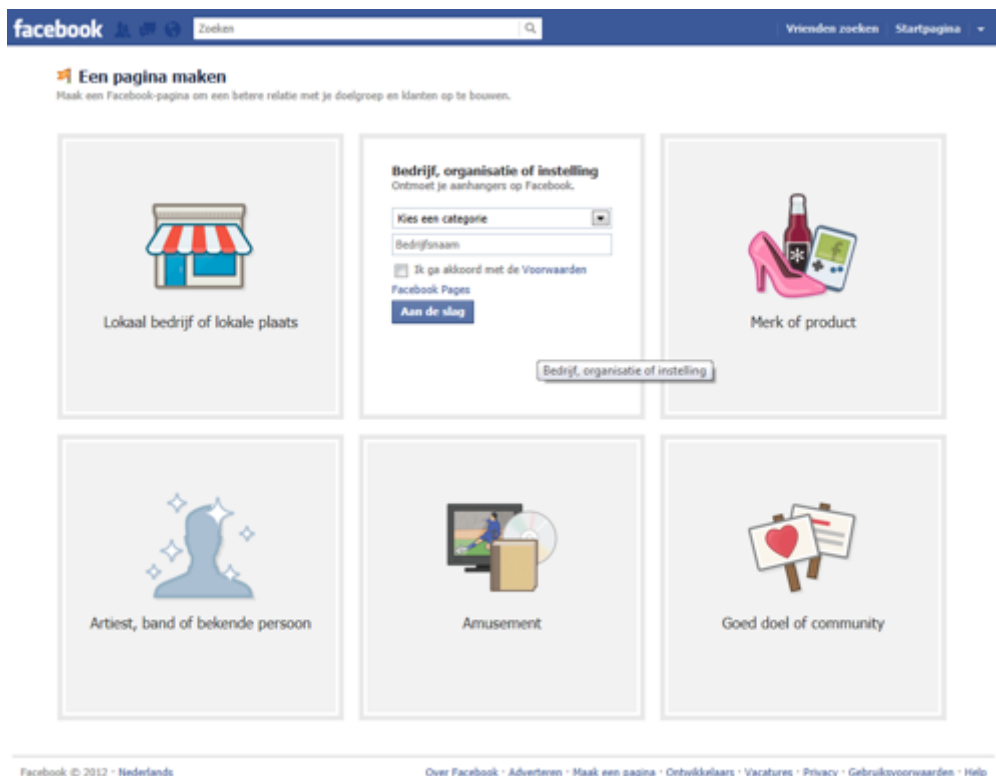 facebook Zoeken Vrienden zoeken Startpagina
Een pagina maken
Maak een Facebook-pagina om een betere relatie met je doelgroep en klanten op te bouwen.
Lokaal bedrijf of lokale plaats
Bedrijf, organisatie of instelling
Ontmoet je aanhangers op Facebook.
Kies een categorie
Bedrijfsnaam
Ik ga akkoord met de Voorwaarden
Facebook Pages
Aan de slag
Bedrijf, organisatie of instelling
Merk of product
Artiest, band of bekende persoon
Amusement
Goed doel of community
Facebook © 2012 · Nederlands
Over Facebook · Adverteren · Maak een pagina · Ontwikkelaars · Vacatures · Privacy · Gebruiksvoorwaarden · Help